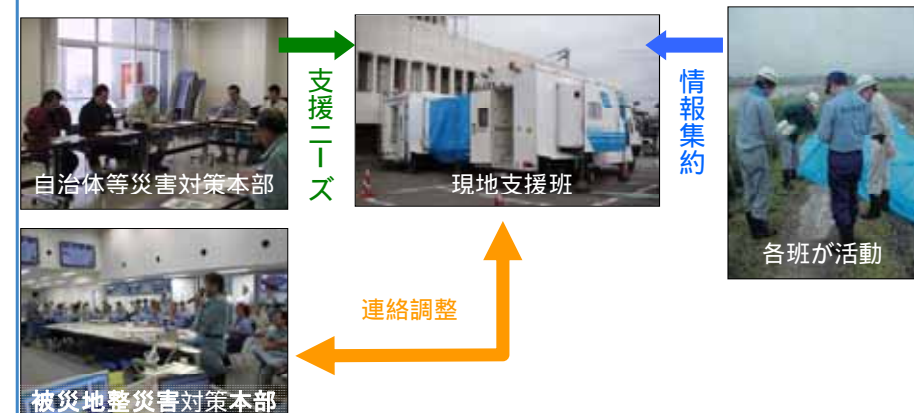 自治体等災害対策本部
支援ニーズ
現地支援班
情報集約
各班が活動
連絡調整
被災地整災害対策本部